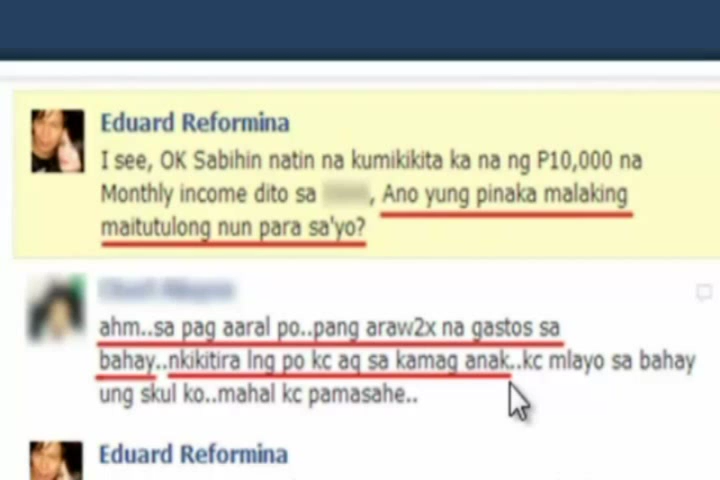 Eduard Reformina
I see, OK Sabihin natin na kumikikita ka na ng P10,000 na
Monthly income dito sa , Ano yung pinaka malaking
maitutulong nun para sa'yo?
ahm..sa pag aaral po..pang araw2x na gastos sa
bahay..nkikitira lng po kc aq sa kamag anak..kc mlayo sa bahay
ung skul ko..mahal kc pamasahe..
Eduard Reformina